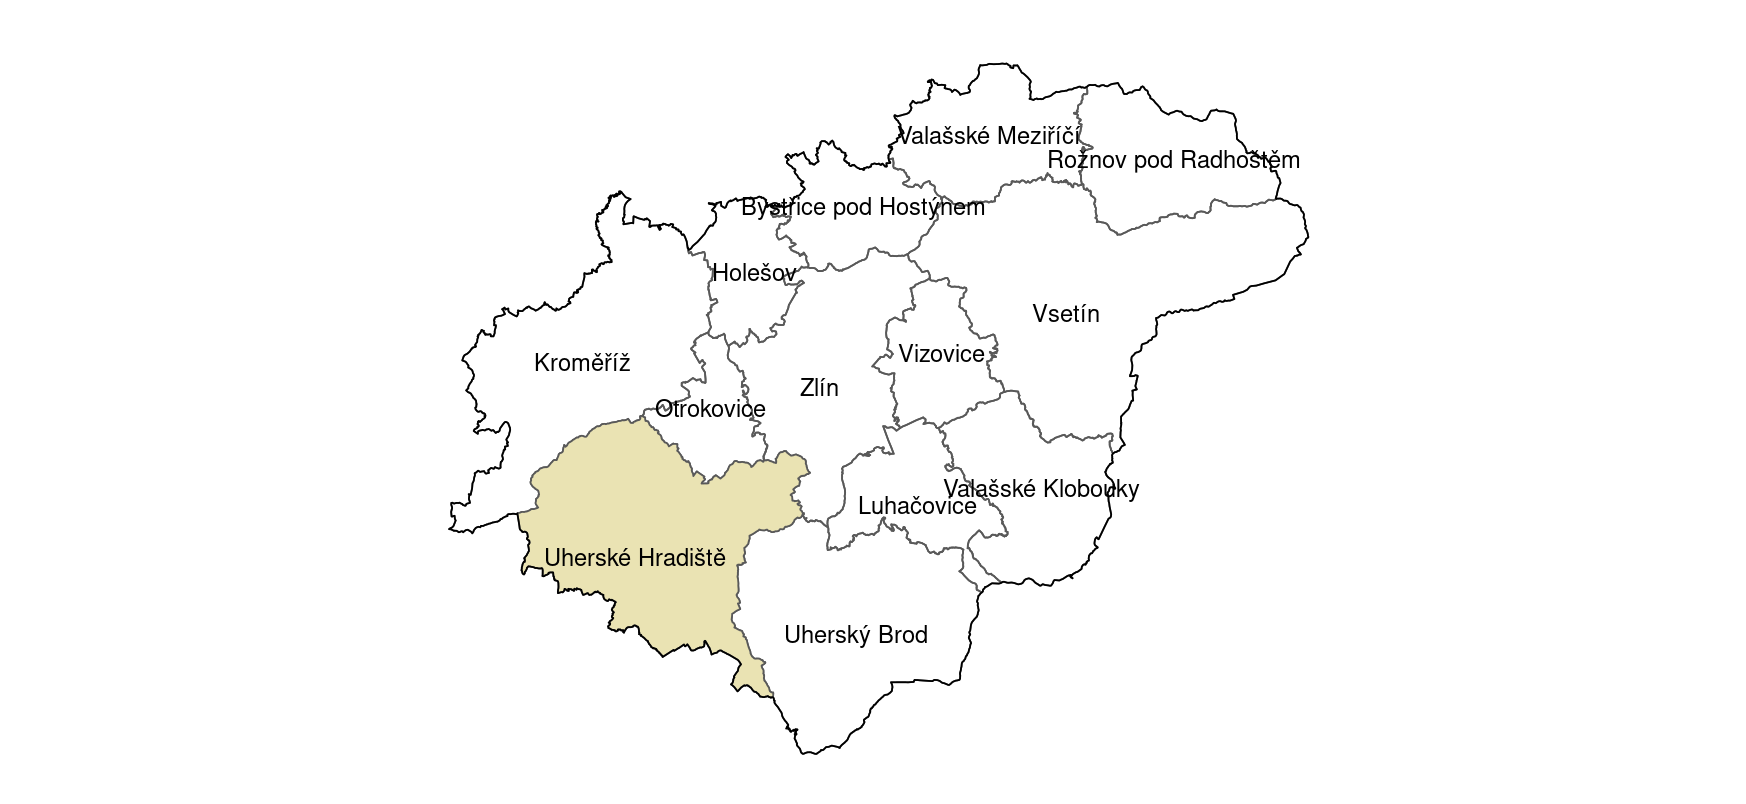 Valašské Meziříčí
Rožnov pod Radhoštěm
Bystřice pod Hostýnem
Holešov
Vsetín
Vizovice
Kroměříž
Zlín
Otrokovice
Valašské Klobouky
Luhačovice
Uherské Hradiště
Uherský Brod